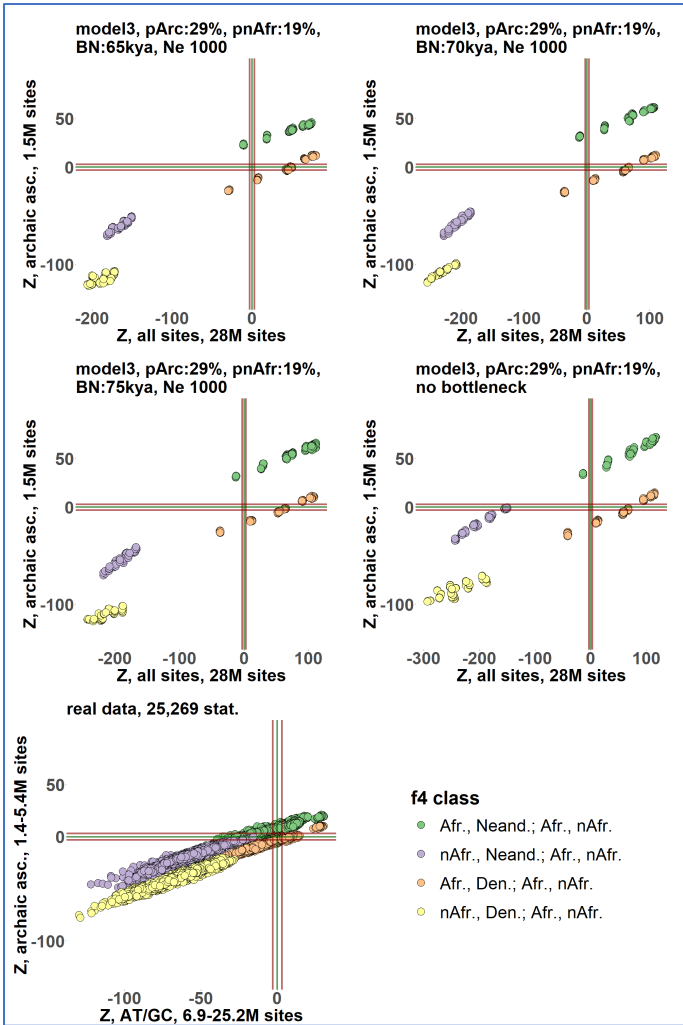 model3, pArc:29%, pnAfr:19%,
BN:65kya, Ne 1000
Z, archaic asc., 1.5M sites
50
0
-100
-200
0
100
Z, all sites, 28M sites
model3, pArc:29%, pnAfr:19%,
BN:70kya, Ne 1000
Z, archaic asc., 1.5M sites
50
0
-100
-200
0
100
Z, all sites, 28M sites
model3, pArc:29%, pnAfr:19%,
BN:75kya, Ne 1000
Z, archaic asc., 1.5M sites
50
0
-100
-200
-100
0
100
Z, all sites, 28M sites
model3, pArc:29%, pnAfr:19%,
no bottleneck
Z, archaic asc., 1.5M sites
50
0
-100
-300
-200
-100
0
100
Z, all sites, 28M sites
real data, 25,269 stat.
Z, archaic asc., 1.4-5.4M sites
50
0
-100
-100
-50
0
Z, AT/GC, 6.9-25.2M sites
f4 class
Afr., Neand.; Afr., nAfr.
nAfr., Neand.; Afr., nAfr.
Afr., Den.; Afr., nAfr.
nAfr., Den.; Afr., nAfr.